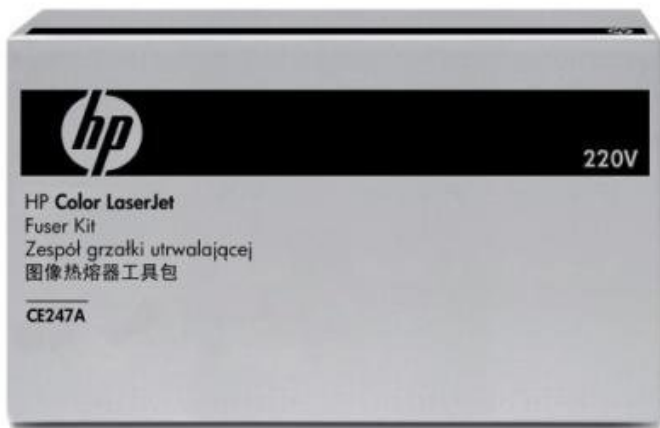 hp
220V
HP Color LaserJet
Fuser Kit
Zespół grzałki utrwalającej
图像热熔器工具包
CE247A